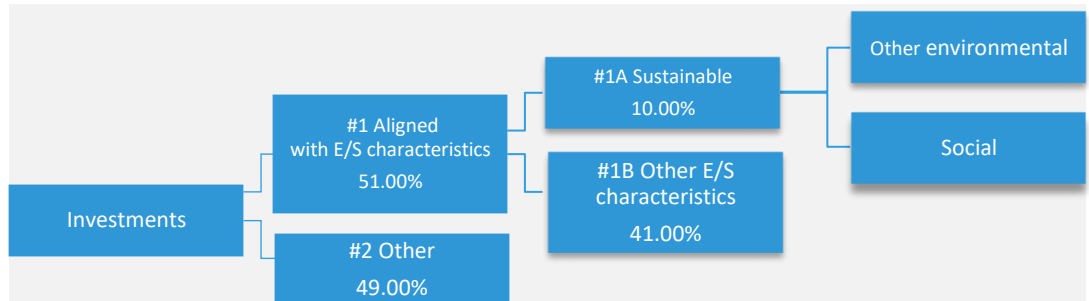 Investments
#1 Aligned
with E/S characteristics
51.00%
#2 Other
49.00%
#1A Sustainable
10.00%
#1B Other E/S
characteristics
41.00%
Other environmental
Social